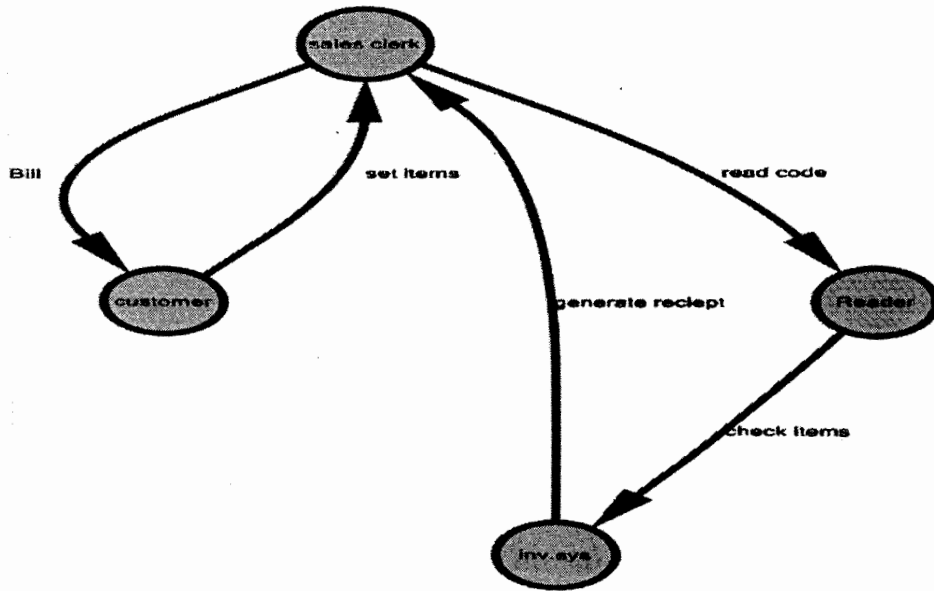 sales clerk
Bill
set items
read code
customer
generate reciept
Reader
check items
inv.sys